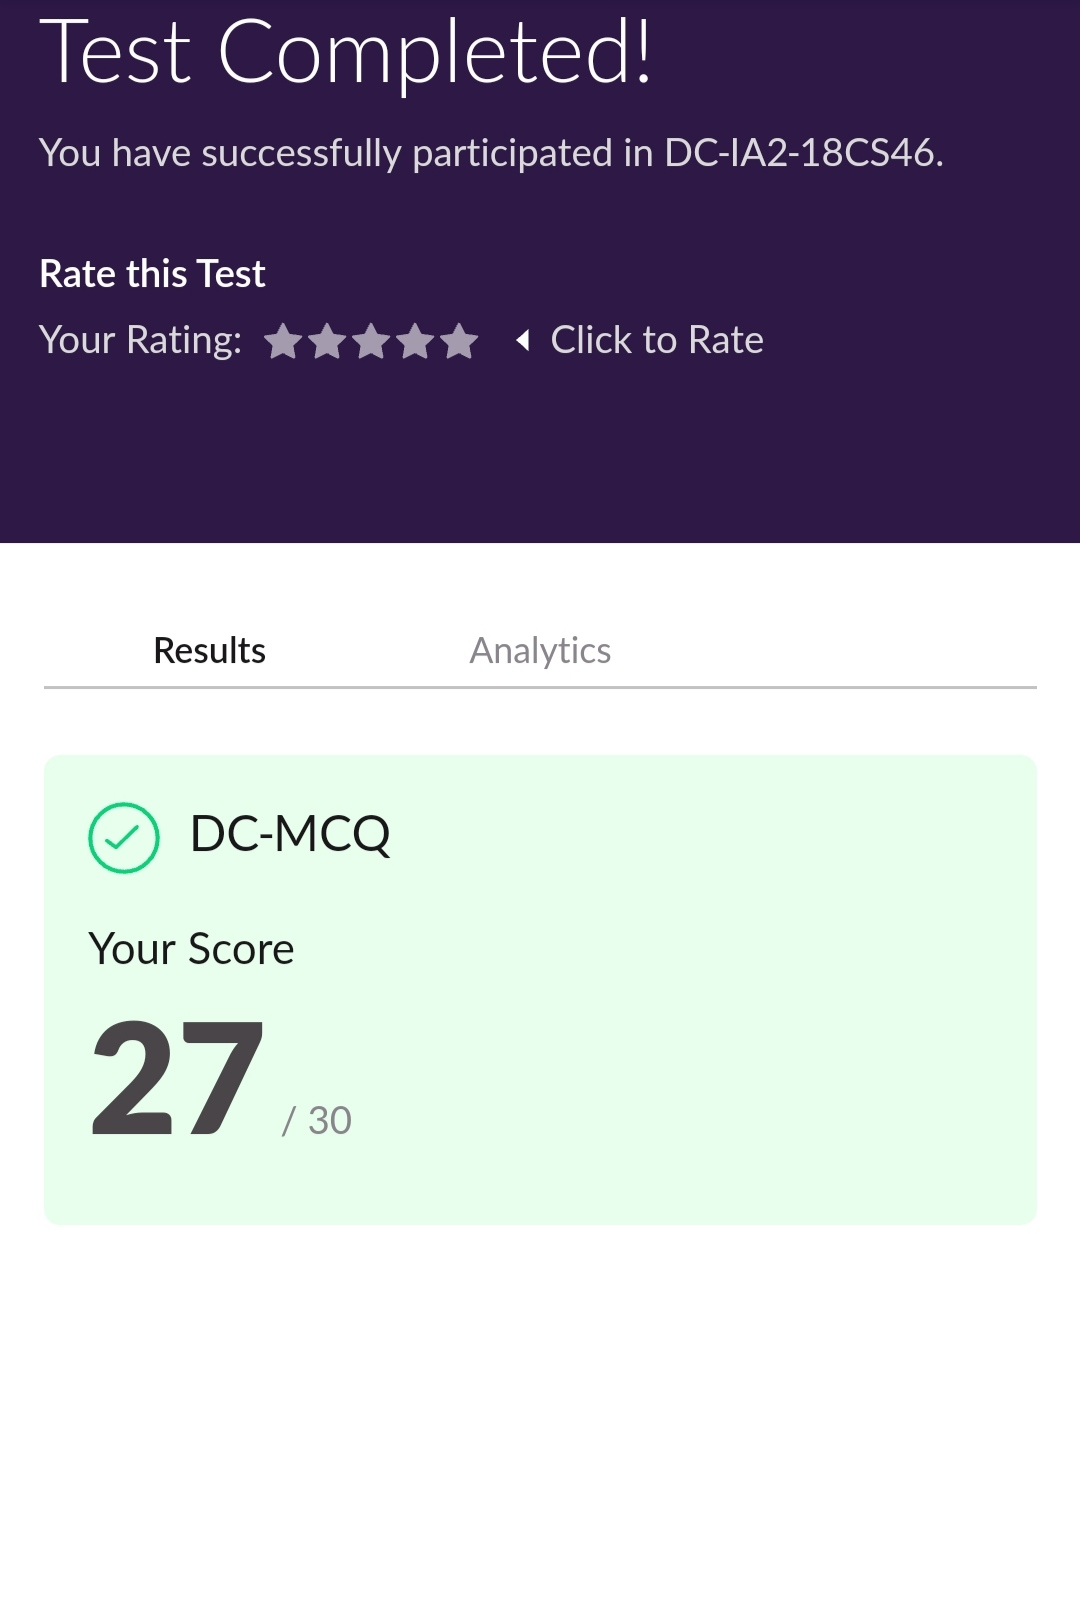 Test Completed!
You have successfully participated in DC-IA2-18CS46.
Rate this Test
Your Rating: Click to Rate
Results Analytics
DC-MCQ
Your Score
27 / 30